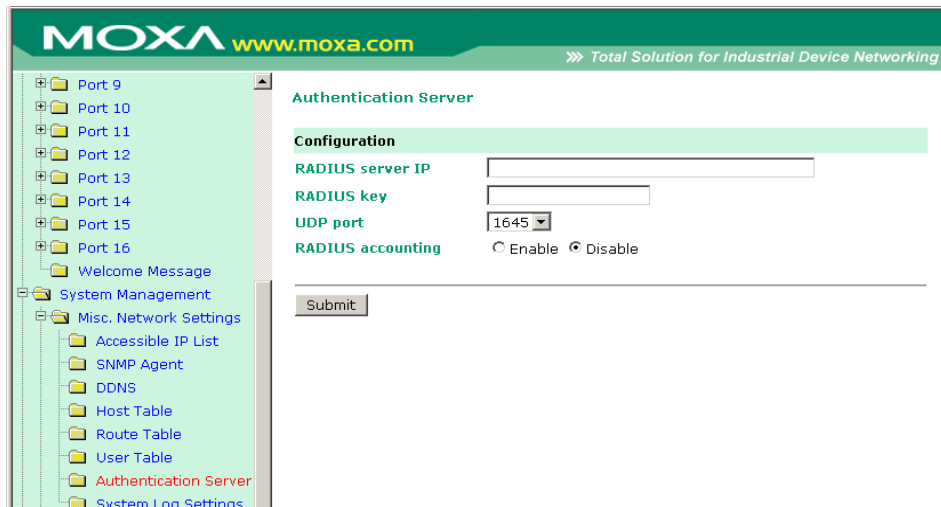 MOXA www.moxa.com
Total Solution for Industrial Device Networking
Port 9
Port 10
Port 11
Port 12
Port 13
Port 14
Port 15
Port 16
Welcome Message
System Management
Misc. Network Settings
Accessible IP List
SNMP Agent
DDNS
Host Table
Route Table
User Table
Authentication Server
System Log Settings
Authentication Server
Configuration
RADIUS server IP
RADIUS key
UDP port 1645
RADIUS accounting Enable Disable
Submit